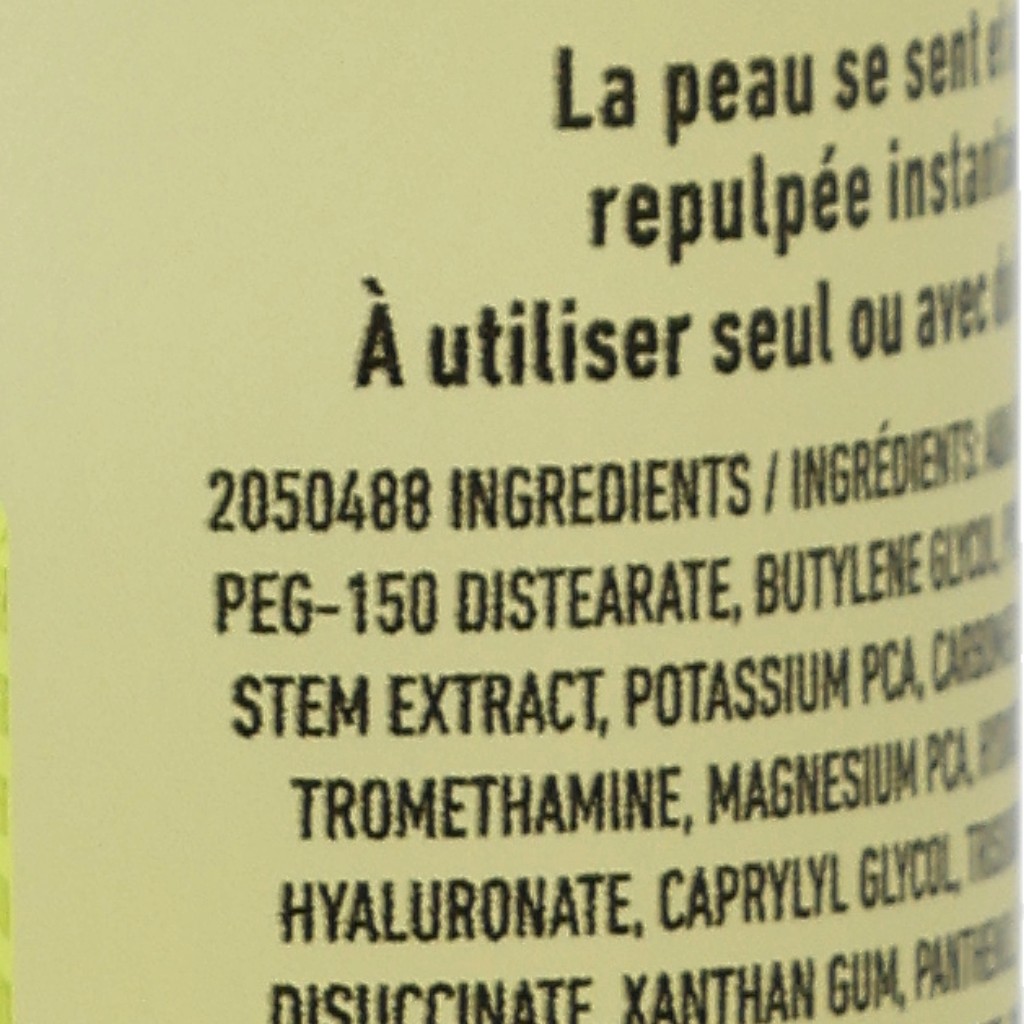 La peau se sent
repulpée
À utiliser seul ou avec
2050488 INGREDIENTS / INGRÉDIENTS:
PEG-150 DISTEARATE, BUTYLENE GLYCOL,
STEM EXTRACT, POTASSIUM PCA,
TROMETHAMINE, MAGNESIUM PCA,
HYALURONATE, CAPRYLYL GLYCOL,
DISUCCINATE, XANTHAN GUM,